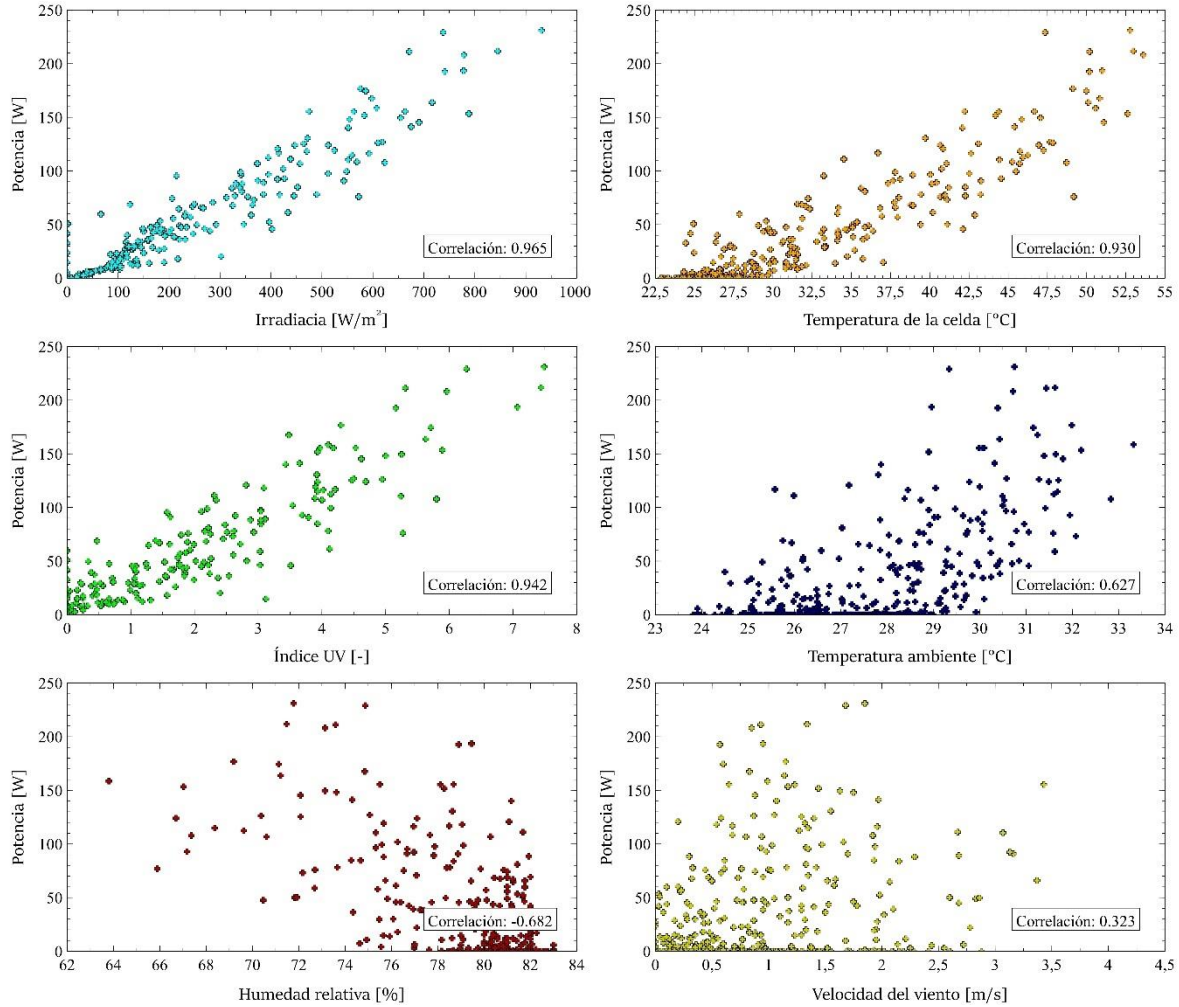 250
200
150
100
50
0
Potencia [W]
Correlación: 0.965
0 100 200 300 400 500 600 700 800 900 1000
Irradiacia [W/m²]
250
200
150
100
50
0
Potencia [W]
Correlación: 0.930
22,5 25 27,5 30 32,5 35 37,5 40 42,5 45 47,5 50 52,5 55
Temperatura de la celda [ºC]
250
200
150
100
50
0
Potencia [W]
Correlación: 0.942
0 1 2 3 4 5 6 7 8
Índice UV [-]
250
200
150
100
50
0
Potencia [W]
Correlación: 0.627
23 24 25 26 27 28 29 30 31 32 33 34
Temperatura ambiente [ºC]
250
200
150
100
50
0
Potencia [W]
Correlación: -0.682
62 64 66 68 70 72 74 76 78 80 82 84
Humedad relativa [%]
250
200
150
100
50
0
Potencia [W]
Correlación: 0.323
0 0,5 1 1,5 2 2,5 3 3,5 4 4,5
Velocidad del viento [m/s]